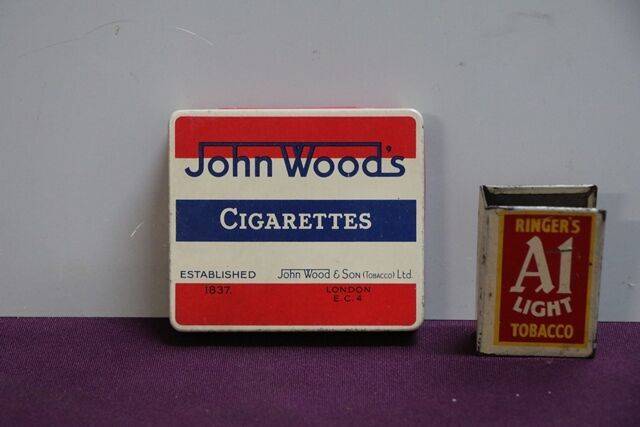 John Wood's
CIGARETTES
ESTABLISHED
1837.
John Wood & SON (TOBACCO) Ltd.
LONDON
E.C.4
RINGER'S
A1
LIGHT
TOBACCO